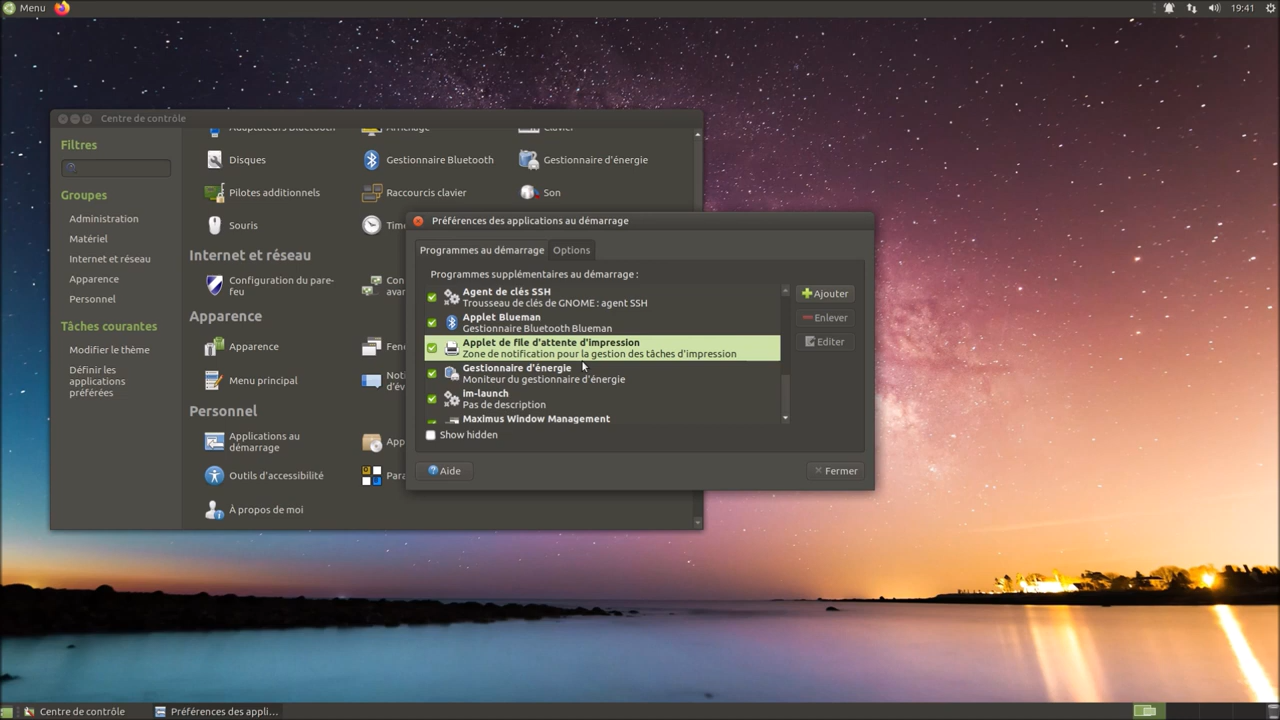 Menu
19:41
Centre de contrôle
Filtres
Groupes
Administration
Matériel
Internet et réseau
Apparence
Personnel
Tâches courantes
Modifier le thème
Définir les
applications
préférées
Adaptateurs Bluetooth
Affichage
Clavier
Disques
Gestionnaire Bluetooth
Gestionnaire d'énergie
Pilotes additionnels
Raccourcis clavier
Son
Souris
Internet et réseau
Configuration du pare-
feu
Apparence
Apparence
Menu principal
Personnel
Applications au
démarrage
Outils d'accessibilité
À propos de moi
Préférences des applications au démarrage
Programmes au démarrage
Options
Programmes supplémentaires au démarrage :
Agent de clés SSH
Trousseau de clés de GNOME : agent SSH
Applet Blueman
Gestionnaire Bluetooth Blueman
Applet de file d'attente d'impression
Zone de notification pour la gestion des tâches d'impression
Gestionnaire d'énergie
Moniteur du gestionnaire d'énergie
im-launch
Pas de description
Maximus Window Management
Show hidden
Ajouter
Enlever
Editer
Aide
Fermer
Centre de contrôle
Préférences des appli...